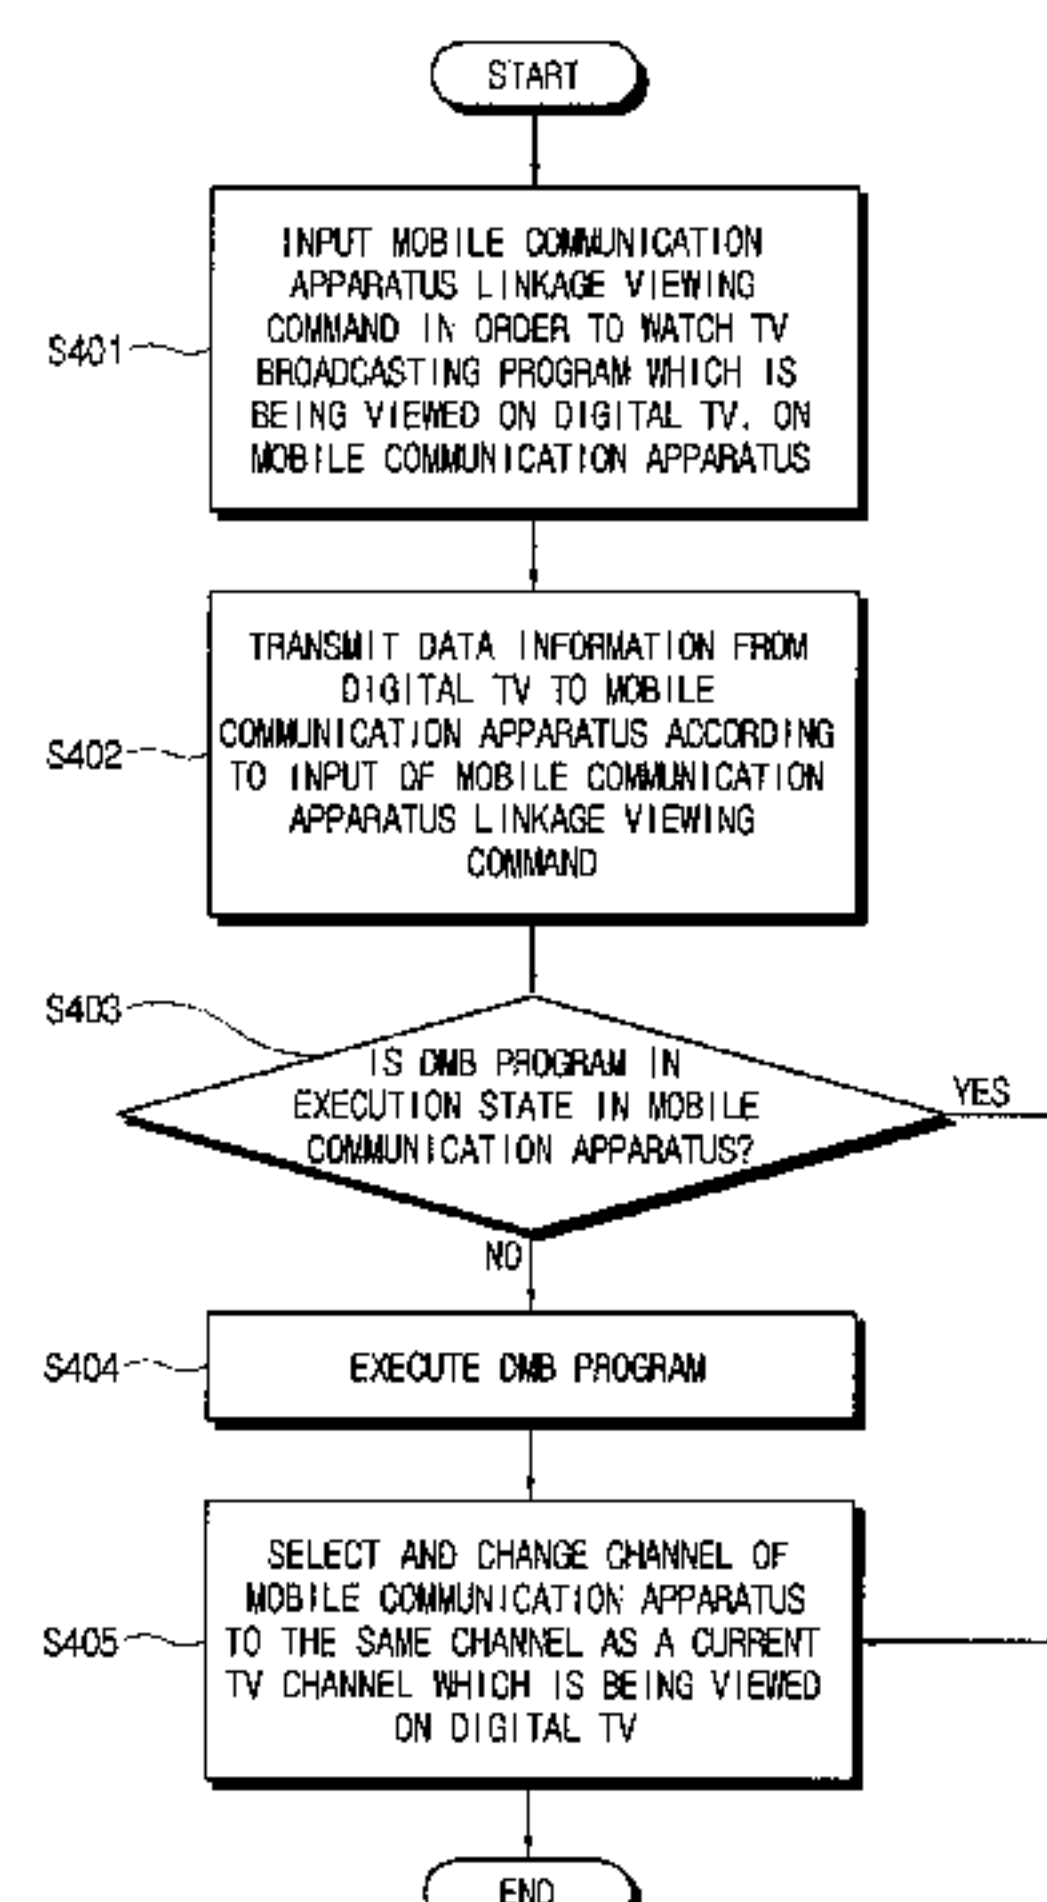 START
INPUT MOBILE COMMUNICATION
APPARATUS LINKAGE VIEWING
COMMAND IN ORDER TO WATCH TV
BROADCASTING PROGRAM WHICH IS
BEING VIEWED ON DIGITAL TV, ON
MOBILE COMMUNICATION APPARATUS
S401
TRANSMIT DATA INFORMATION FROM
DIGITAL TV TO MOBILE
COMMUNICATION APPARATUS ACCORDING
TO INPUT OF MOBILE COMMUNICATION
APPARATUS LINKAGE VIEWING
COMMAND
S402
S403
IS DMB PROGRAM IN
EXECUTION STATE IN MOBILE
COMMUNICATION APPARATUS?
YES
NO
S404
EXECUTE DMB PROGRAM
SELECT AND CHANGE CHANNEL OF
MOBILE COMMUNICATION APPARATUS
TO THE SAME CHANNEL AS A CURRENT
TV CHANNEL WHICH IS BEING VIEWED
ON DIGITAL TV
S405
END